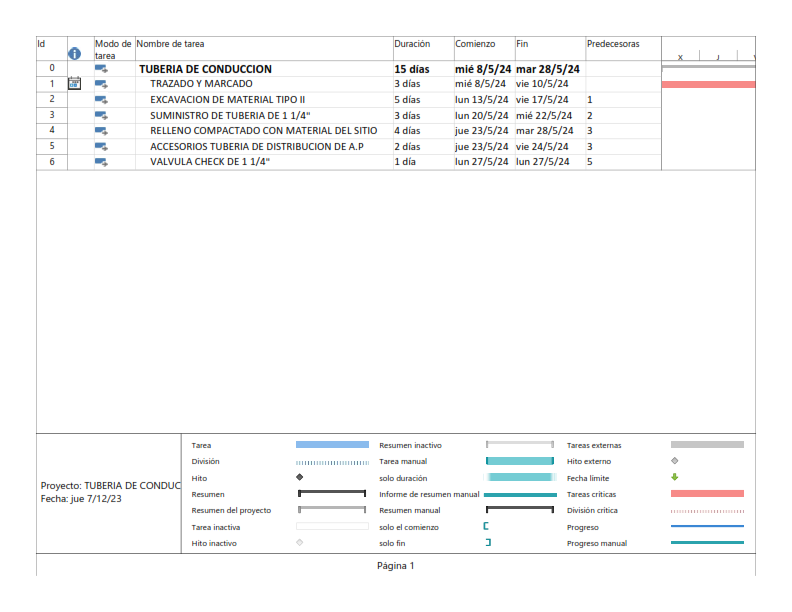 Id Modo de tarea Nombre de tarea Duración Comienzo Fin Predecesoras X J V
0 TUBERIA DE CONDUCCION 15 días mié 8/5/24 mar 28/5/24
1 TRAZADO Y MARCADO 3 días mié 8/5/24 vie 10/5/24
2 EXCAVACION DE MATERIAL TIPO II 5 días lun 13/5/24 vie 17/5/24 1
3 SUMINISTRO DE TUBERIA DE 1 1/4" 3 días lun 20/5/24 mié 22/5/24 2
4 RELLENO COMPACTADO CON MATERIAL DEL SITIO 4 días jue 23/5/24 mar 28/5/24 3
5 ACCESORIOS TUBERIA DE DISTRIBUCION DE A.P 2 días jue 23/5/24 vie 24/5/24 3
6 VALVULA CHECK DE 1 1/4" 1 día lun 27/5/24 lun 27/5/24 5
Proyecto: TUBERIA DE CONDUC
Fecha: jue 7/12/23
Tarea Resumen inactivo Tareas externas
División Tarea manual Hito externo
Hito solo duración Fecha límite
Resumen Informe de resumen manual Tareas críticas
Resumen del proyecto Resumen manual División crítica
Tarea inactiva solo el comienzo Progreso
Hito inactivo solo fin Progreso manual
Página 1